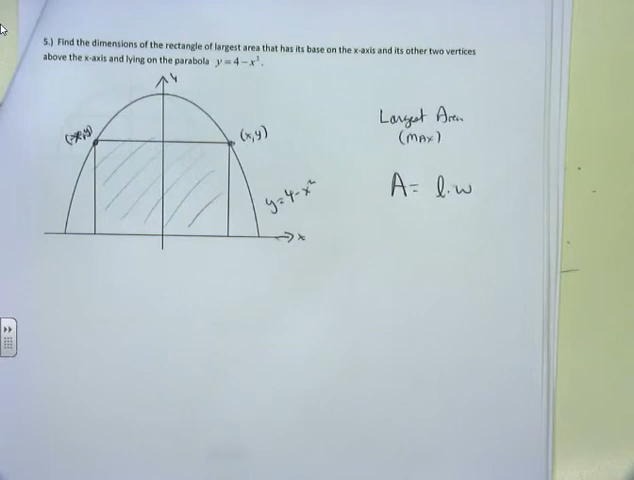 5.) Find the dimensions of the rectangle of largest area that has its base on the x-axis and its other two vertices
above the x-axis and lying on the parabola y = 4 − x².
y
Largest Area
(MAX)
(-x,y)
(x,y)
A = l·w
y=4-x²
x